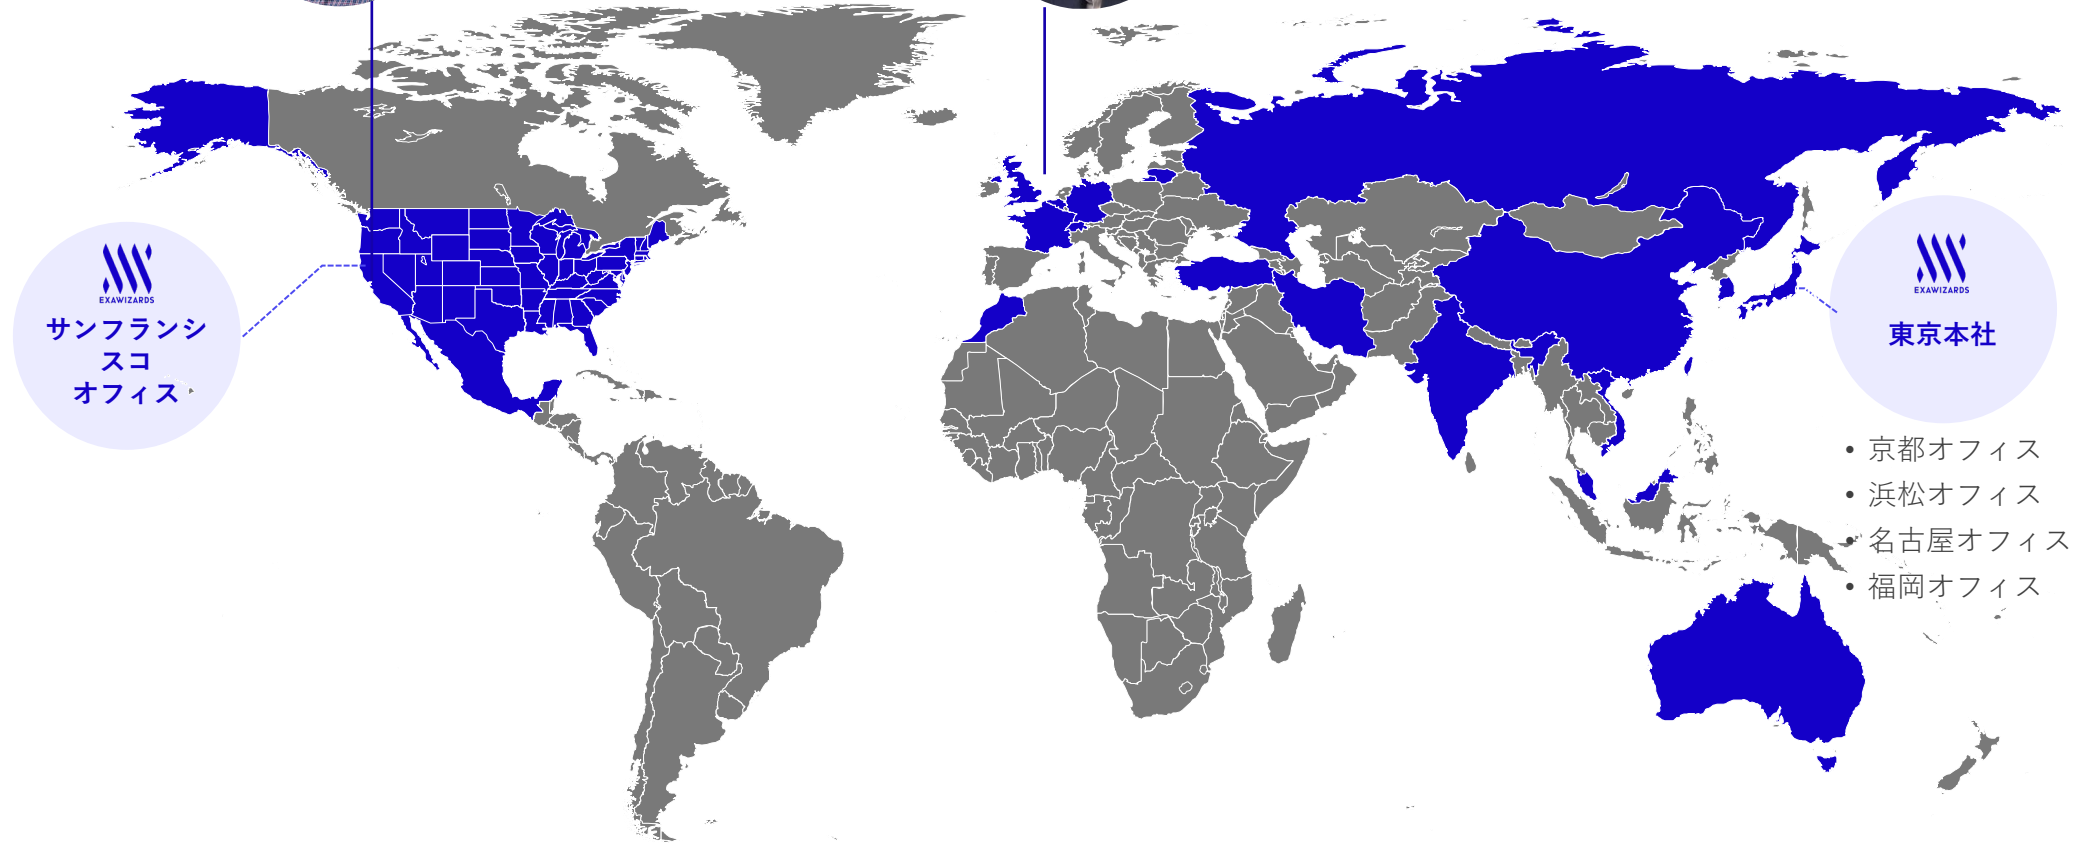 EXAWIZARDS
サンフランシ
スコ
オフィス
EXAWIZARDS
東京本社
• 京都オフィス
• 浜松オフィス
• 名古屋オフィス
• 福岡オフィス